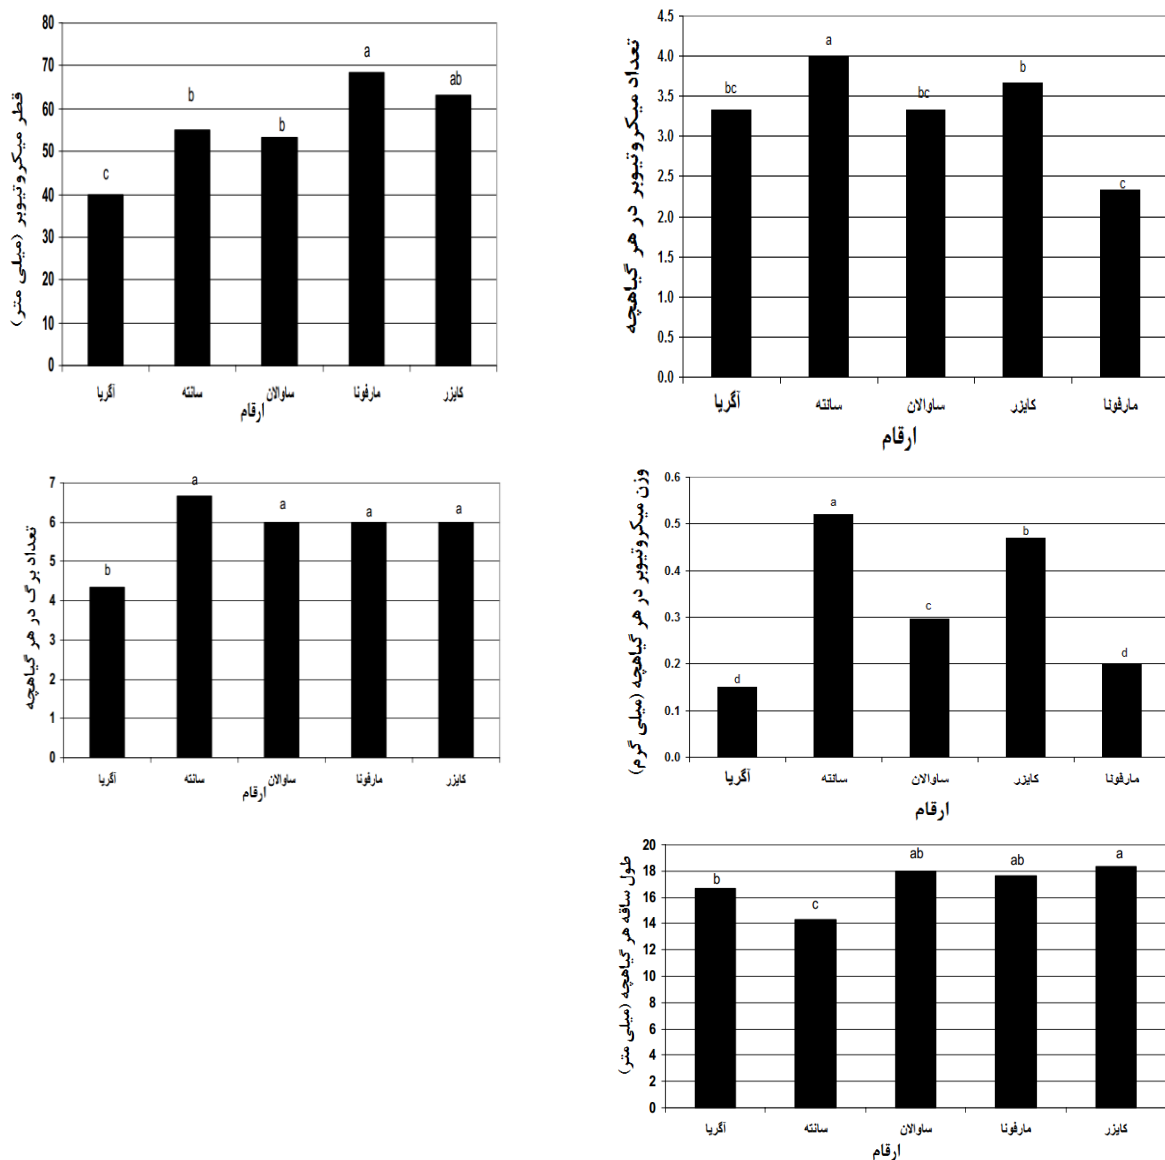 قطر میکروتیوبر (میلی متر)
80
70
60
50
40
30
20
10
0
c
b
b
a
ab
آگریا
سانته
ساوالان
مارفونا
کایزر
ارقام
تعداد میکروتیوبر در هر گیاهچه
4.5
4.0
3.5
3.0
2.5
2.0
1.5
1.0
0.5
0.0
bc
a
bc
b
c
آگریا
سانته
ساوالان
کایزر
مارفونا
ارقام
تعداد برگ در هر گیاهچه
7
6
5
4
3
2
1
0
b
a
a
a
a
آگریا
سانته
ساوالان
مارفونا
کایزر
ارقام
وزن میکروتیوبر در هر گیاهچه (میلی گرم)
0.6
0.5
0.4
0.3
0.2
0.1
0.0
d
a
c
b
d
آگریا
سانته
ساوالان
کایزر
مارفونا
ارقام
طول ساقه هر گیاهچه (میلی متر)
20
18
16
14
12
10
8
6
4
2
0
b
c
ab
ab
a
آگریا
سانته
ساوالان
مارفونا
کایزر
ارقام